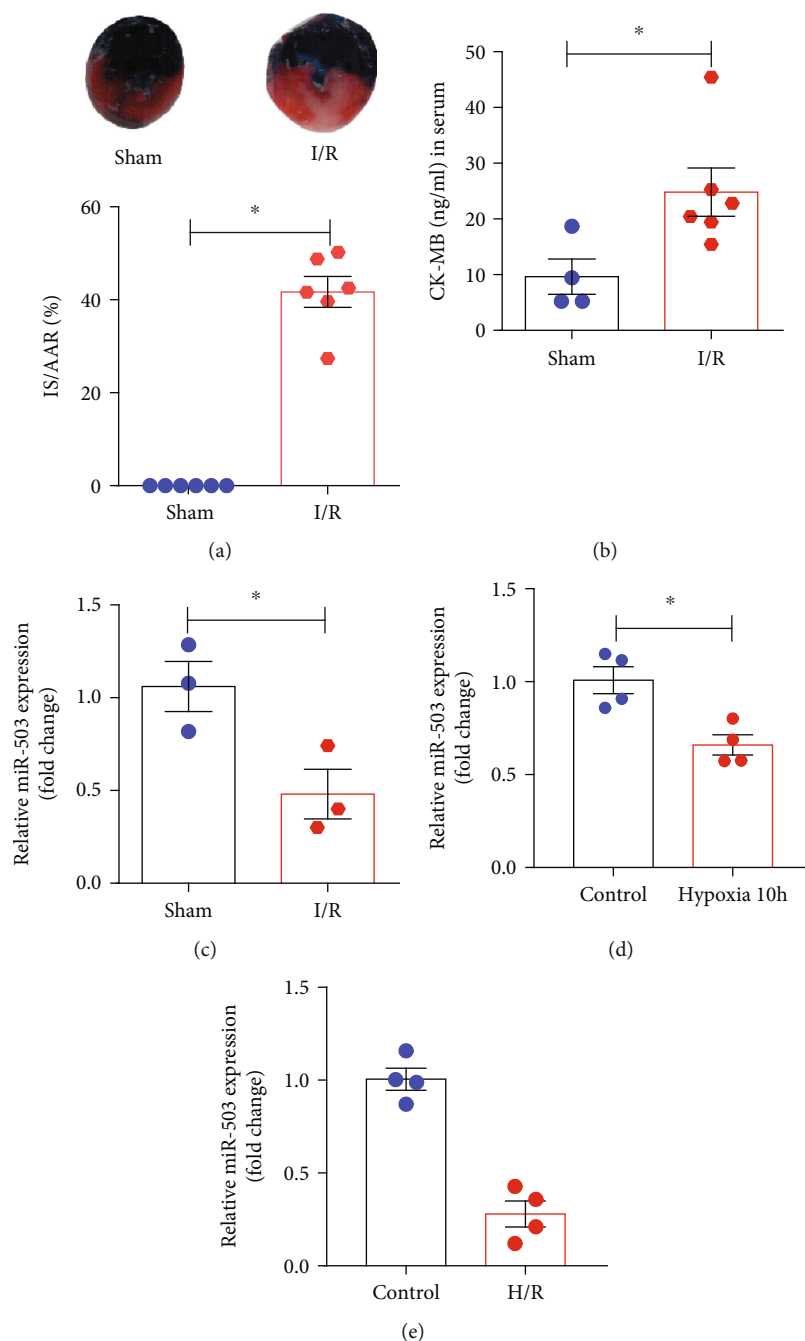 Sham
I/R
*
60
40
20
0
IS/AAR (%)
Sham
I/R
(a)
*
50
40
30
20
10
0
CK-MB (ng/ml) in serum
Sham
I/R
(b)
*
1.5
1.0
0.5
0.0
Relative miR-503 expression
(fold change)
Sham
I/R
(c)
*
1.5
1.0
0.5
0.0
Relative miR-503 expression
(fold change)
Control
Hypoxia 10h
(d)
1.5
1.0
0.5
0.0
Relative miR-503 expression
(fold change)
Control
H/R
(e)